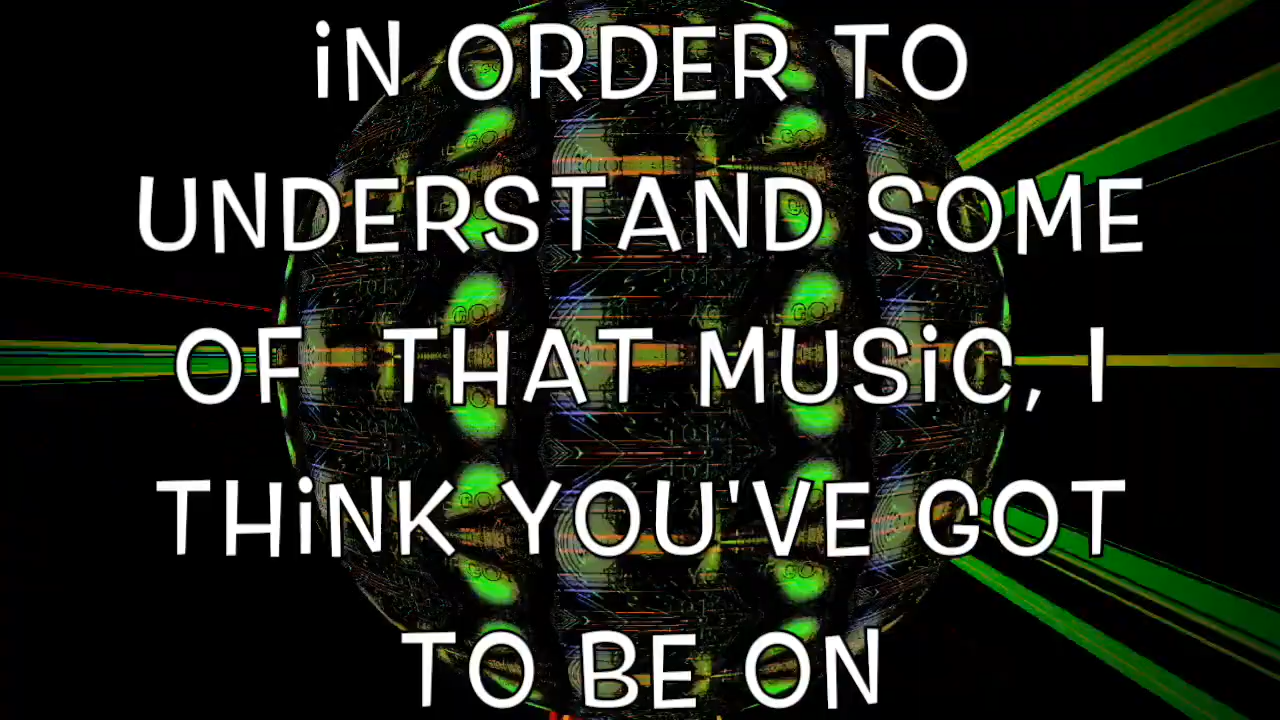 iN ORDER TO
UNDERSTAND SOME
OF THAT MUSiC, I
THiNK YOU'VE GOT
TO BE ON